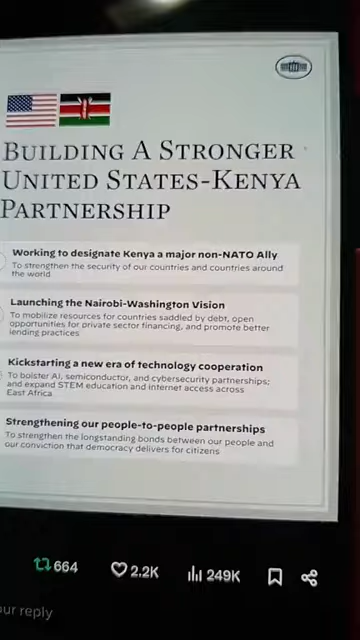 BUILDING A STRONGER
UNITED STATES-KENYA
PARTNERSHIP
Working to designate Kenya a major non-NATO Ally
To strengthen the security of our countries and countries around
the world
Launching the Nairobi-Washington Vision
To mobilize resources for countries saddled by debt, open
opportunities for private sector financing, and promote better
lending practices
Kickstarting a new era of technology cooperation
To bolster AI, semiconductor, and cybersecurity partnerships;
and expand STEM education and internet access across
East Africa
Strengthening our people-to-people partnerships
To strengthen the longstanding bonds between our people and
our conviction that democracy delivers for citizens
664 2.2K 249K
our reply